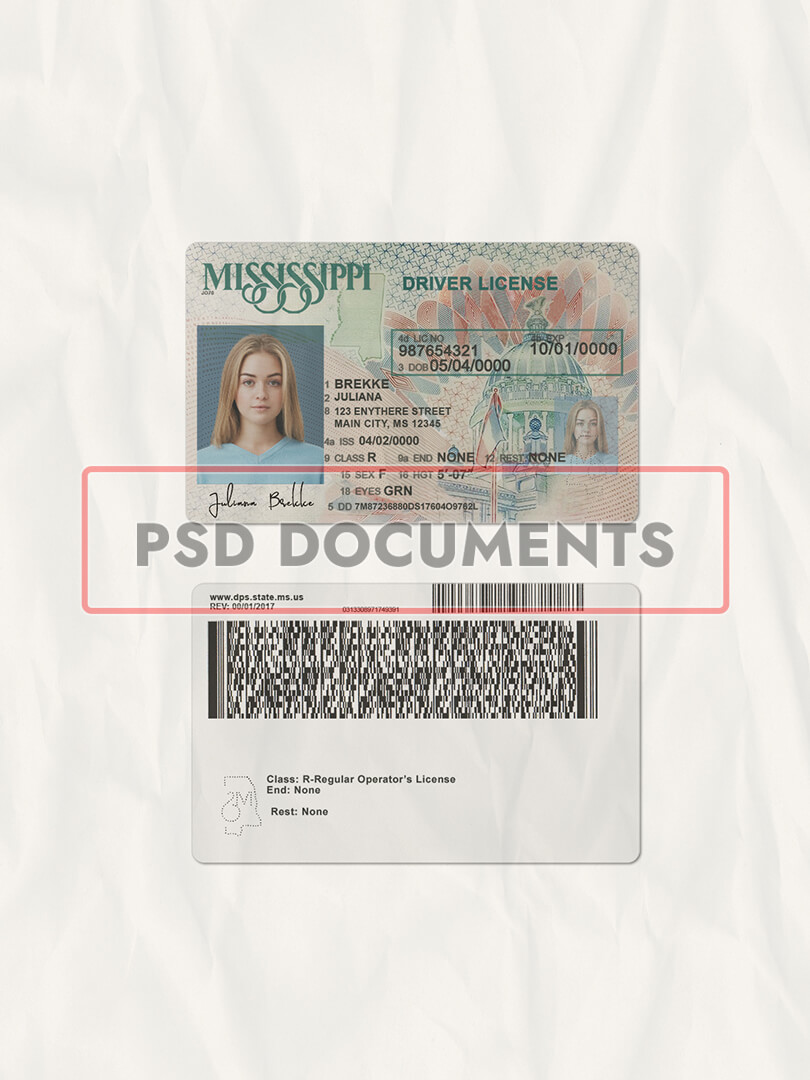 MISSISSIPPI
DRIVER LICENSE
4d LIC NO
987654321
4b EXP
10/01/0000
3 DOB 05/04/0000
1 BREKKE
2 JULIANA
8 123 ENYTHERE STREET
MAIN CITY, MS 12345
4a ISS 04/02/0000
9 CLASS R 9a END NONE 12 REST NONE
15 SEX F 16 HGT 5'-07"
18 EYES GRN
5 DD 7M87236880DS17604O9762L
Juliana Brekke
PSD DOCUMENTS
www.dps.state.ms.us
REV: 00/01/2017
0313308971749391
Class: R-Regular Operator's License
End: None
Rest: None